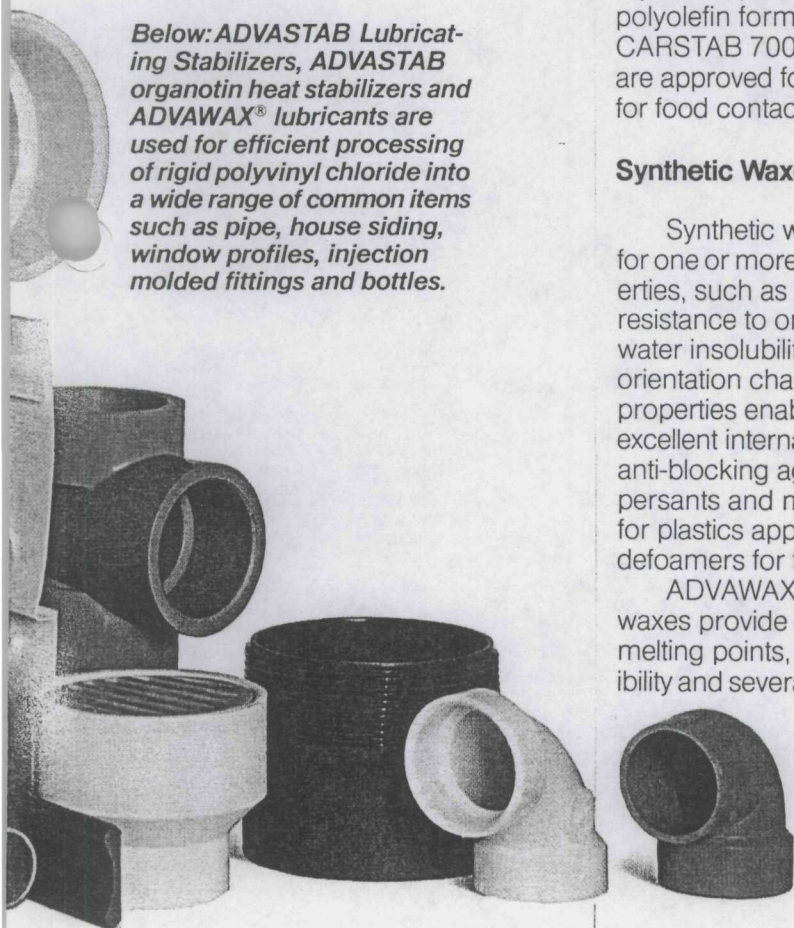 Below: ADVASTAB Lubricat-
ing Stabilizers, ADVASTAB
organotin heat stabilizers and
ADVAWAX® lubricants are
used for efficient processing
of rigid polyvinyl chloride into
a wide range of common items
such as pipe, house siding,
window profiles, injection
molded fittings and bottles.
polyolefin form
CARSTAB 700
are approved fo
for food contac
Synthetic Wax
Synthetic w
for one or more
erties, such as
resistance to or
water insolubilit
orientation cha
properties enab
excellent interna
anti-blocking ag
persants and m
for plastics app
defoamers for
ADVAWAX
waxes provide
melting points,
ibility and severa